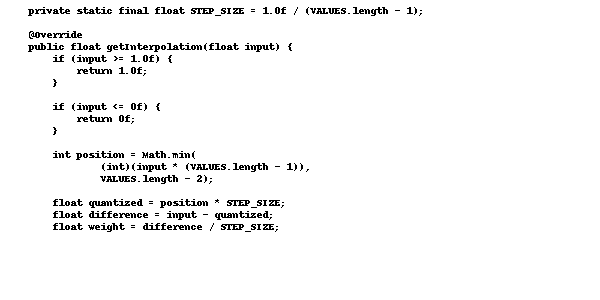 private static final float STEP_SIZE = 1.0f / (VALUES.length - 1);
@Override
public float getInterpolation(float input) {
if (input >= 1.0f) {
return 1.0f;
}
if (input <= 0f) {
return 0f;
}
int position = Math.min(
(int)(input * (VALUES.length - 1)),
VALUES.length - 2);
float quantized = position * STEP_SIZE;
float difference = input - quantized;
float weight = difference / STEP_SIZE;